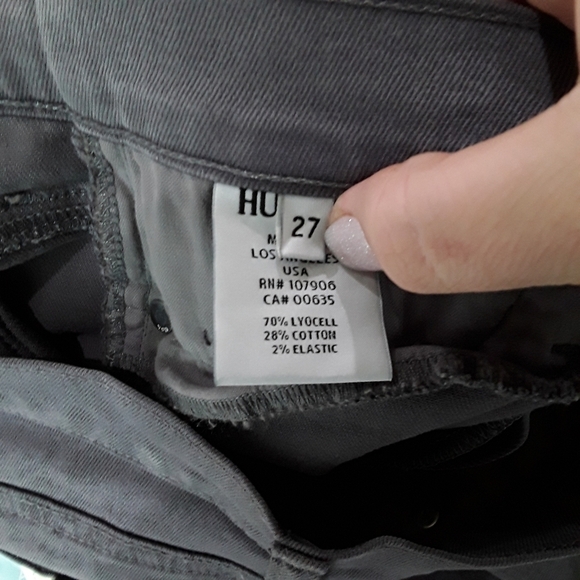 HU
27
M
LOS ANGELES
USA
RN# 107906
CA# 00635
70% LYOCELL
28% COTTON
2% ELASTIC